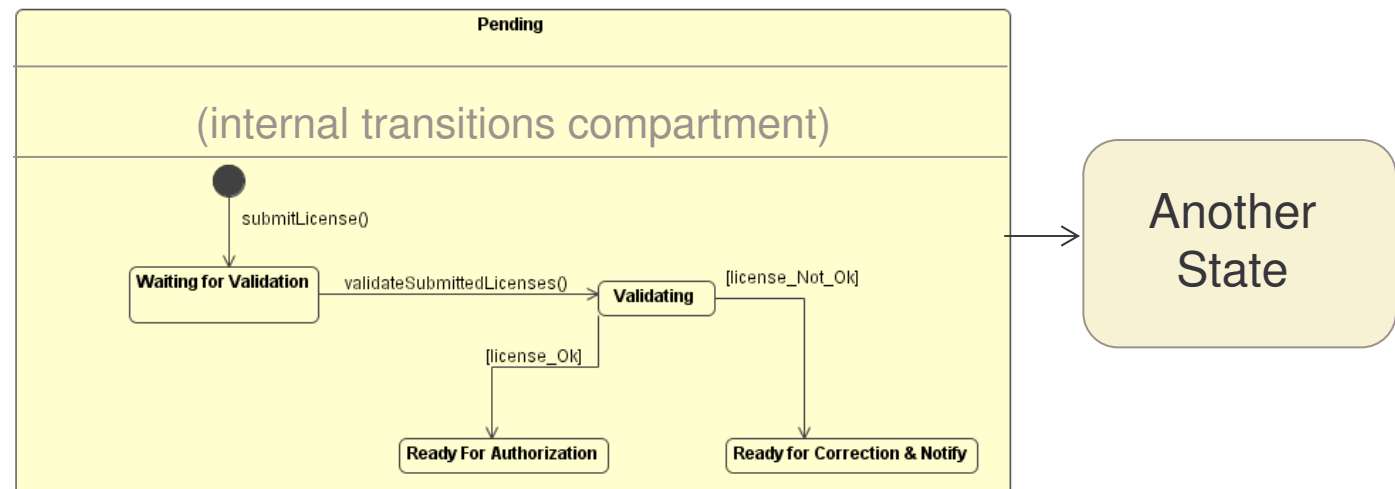 Pending
(internal transitions compartment)
submitLicense()
Waiting for Validation
validateSubmittedLicenses()
Validating
[license_Not_Ok]
[license_Ok]
Ready For Authorization
Ready for Correction & Notify
Another
State